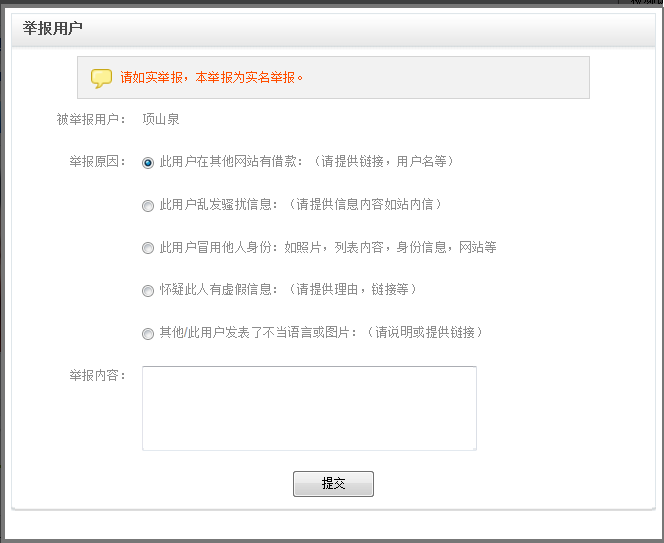 举报用户
请如实举报，本举报为实名举报。
被举报用户： 项山泉
举报原因： 此用户在其他网站有借款：（请提供链接，用户名等）
此用户乱发骚扰信息：（请提供信息内容如站内信）
此用户冒用他人身份：如照片，列表内容，身份信息，网站等
怀疑此人有虚假信息：（请提供理由，链接等）
其他/此用户发表了不当语言或图片：（请说明或提供链接）
举报内容：
提交